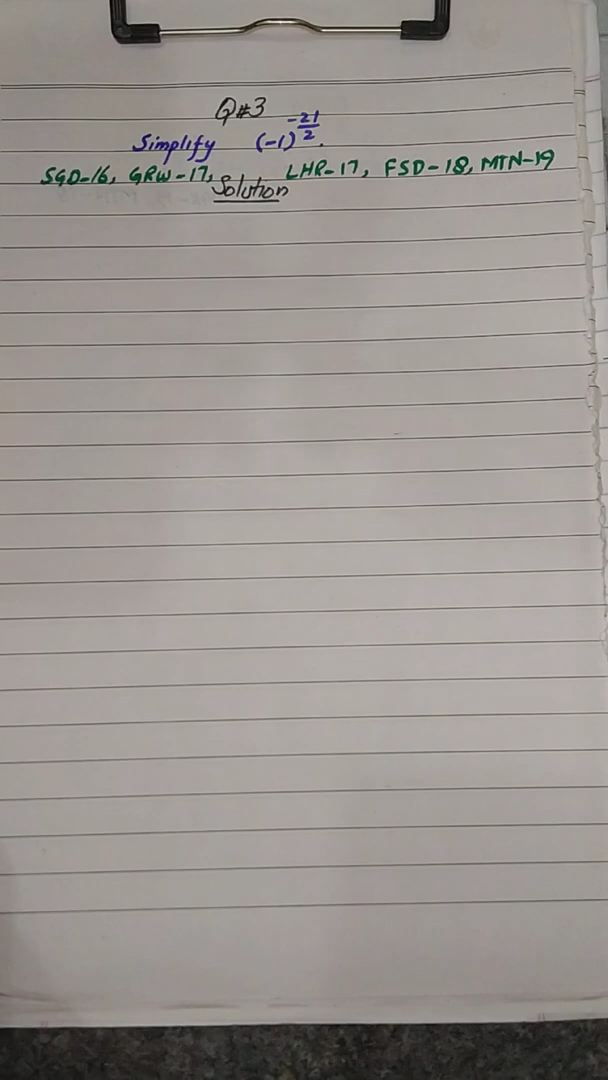 Q#3
Simplify (-1)^{-21/2}.
SGD-16, GRW-17, LHR-17, FSD-18, MTN-19
Solution